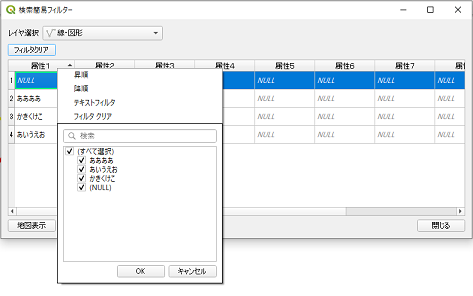 検索簡易フィルター
レイヤ選択 線・図形
フィルタクリア
属性1 属性2 属性3 属性4 属性5 属性6 属性7 属性
1 NULL NULL NULL NULL NULL
2 ああああ NULL NULL NULL NULL
3 かきくけこ NULL NULL NULL NULL
4 あいうえお NULL NULL NULL NULL
昇順
降順
テキストフィルタ
フィルタ クリア
検索
(すべて選択)
ああああ
あいうえお
かきくけこ
(NULL)
OK キャンセル
地図表示 閉じる